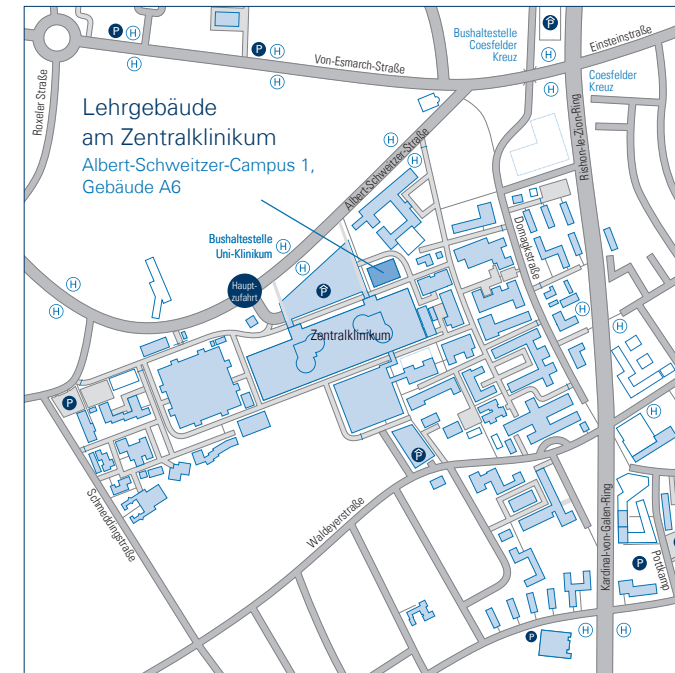 P
H
P
H
H
H
Von-Esmarch-Straße
Bushaltestelle
Coesfelder
Kreuz
P
H
H
Einsteinstraße
Coesfelder
Kreuz
H
Roxeler Straße
Rishon-le-Zion-Ring
Lehrgebäude
am Zentralklinikum
Albert-Schweitzer-Campus 1,
Gebäude A6
Albert-Schweitzer-Straße
H
H
H
Domagkstraße
Bushaltestelle
Uni-Klinikum
H
H
Haupt-
zufahrt
P
Zentralklinikum
H
H
H
H
P
H
H
P
Schmeddingstraße
Waldeyerstraße
Kardinal-von-Galen-Ring
P
Pottkamp
P
H
H